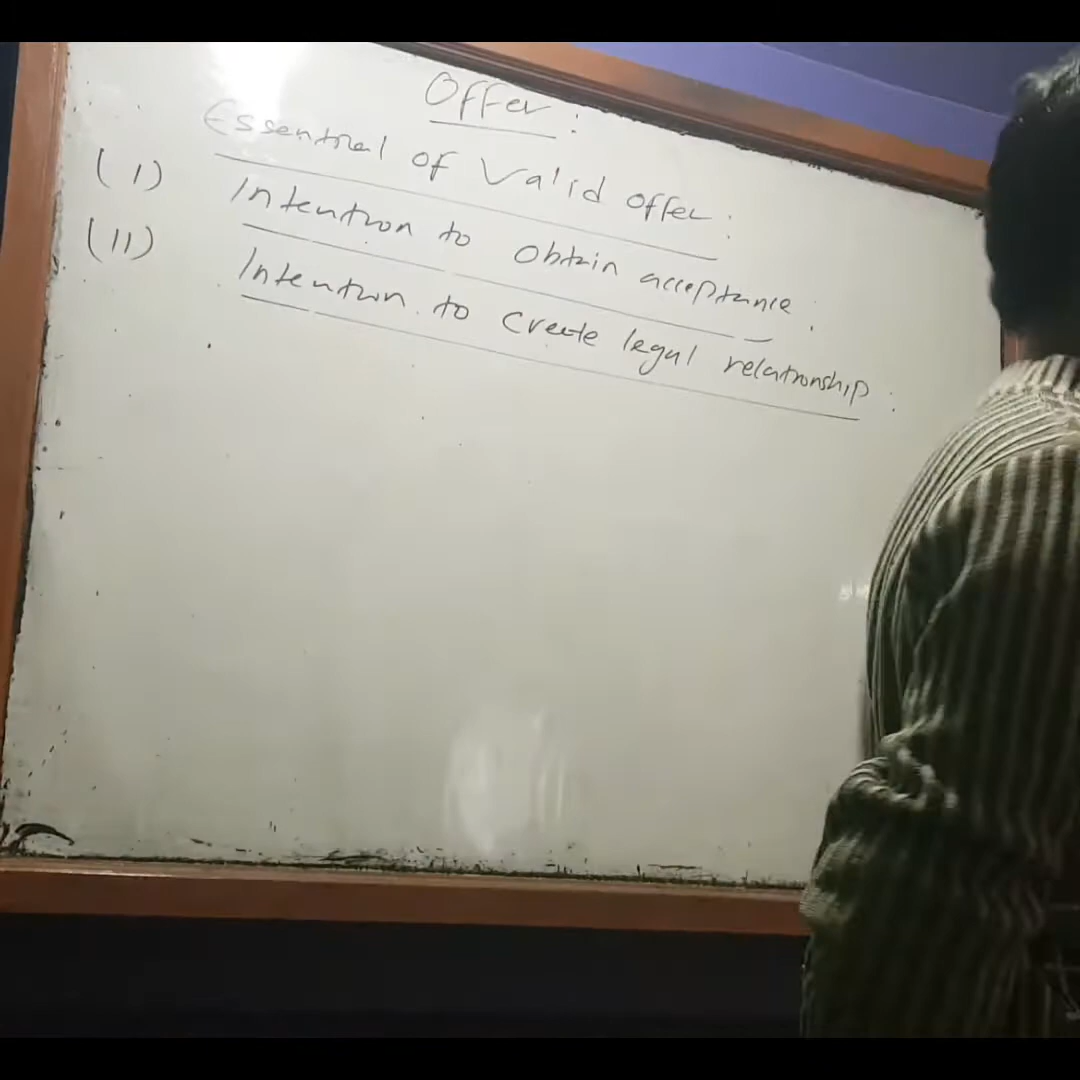 Offer:
Essential of Valid offer:
(I) Intention to obtain acceptance:
(II) Intention to create legal relationship: